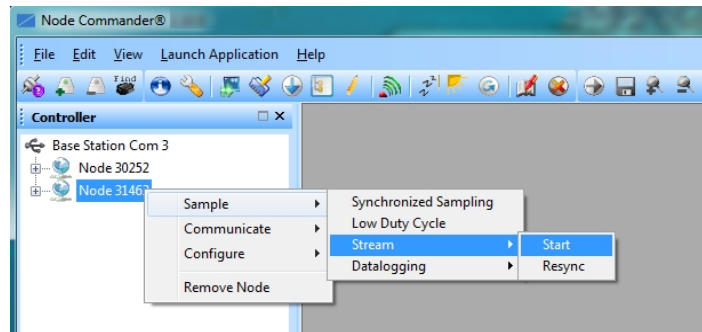 Node Commander®
File Edit View Launch Application Help
Find
Controller
Base Station Com 3
Node 30252
Node 31463
Sample
Communicate
Configure
Remove Node
Synchronized Sampling
Low Duty Cycle
Stream
Datalogging
Start
Resync